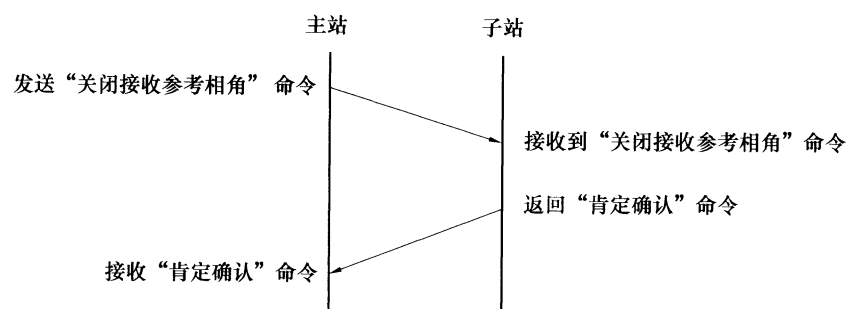 主站 子站
发送“关闭接收参考相角” 命令
接收到“关闭接收参考相角”命令
返回“肯定确认”命令
接收“肯定确认”命令